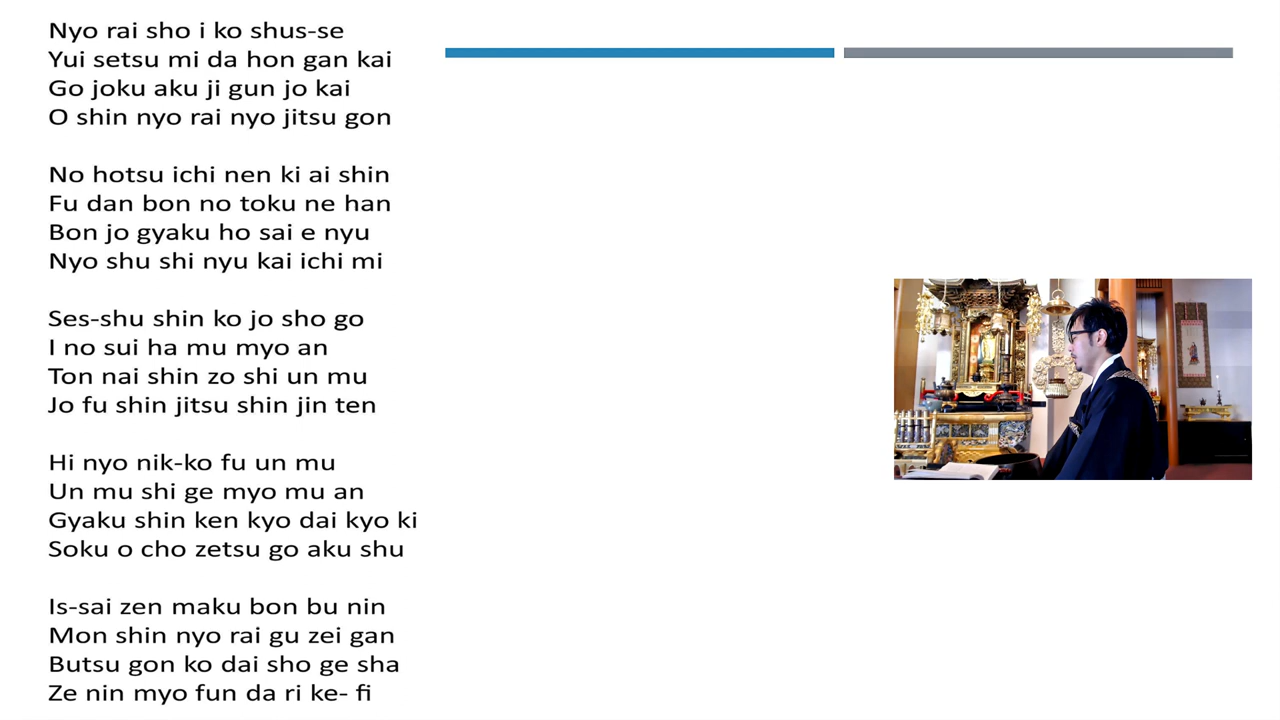 Nyo rai sho i ko shus-se
Yui setsu mi da hon gan kai
Go joku aku ji gun jo kai
O shin nyo rai nyo jitsu gon
No hotsu ichi nen ki ai shin
Fu dan bon no toku ne han
Bon jo gyaku ho sai e nyu
Nyo shu shi nyu kai ichi mi
Ses-shu shin ko jo sho go
I no sui ha mu myo an
Ton nai shin zo shi un mu
Jo fu shin jitsu shin jin ten
Hi nyo nik-ko fu un mu
Un mu shi ge myo mu an
Gyaku shin ken kyo dai kyo ki
Soku o cho zetsu go aku shu
Is-sai zen maku bon bu nin
Mon shin nyo rai gu zei gan
Butsu gon ko dai sho ge sha
Ze nin myo fun da ri ke- fi